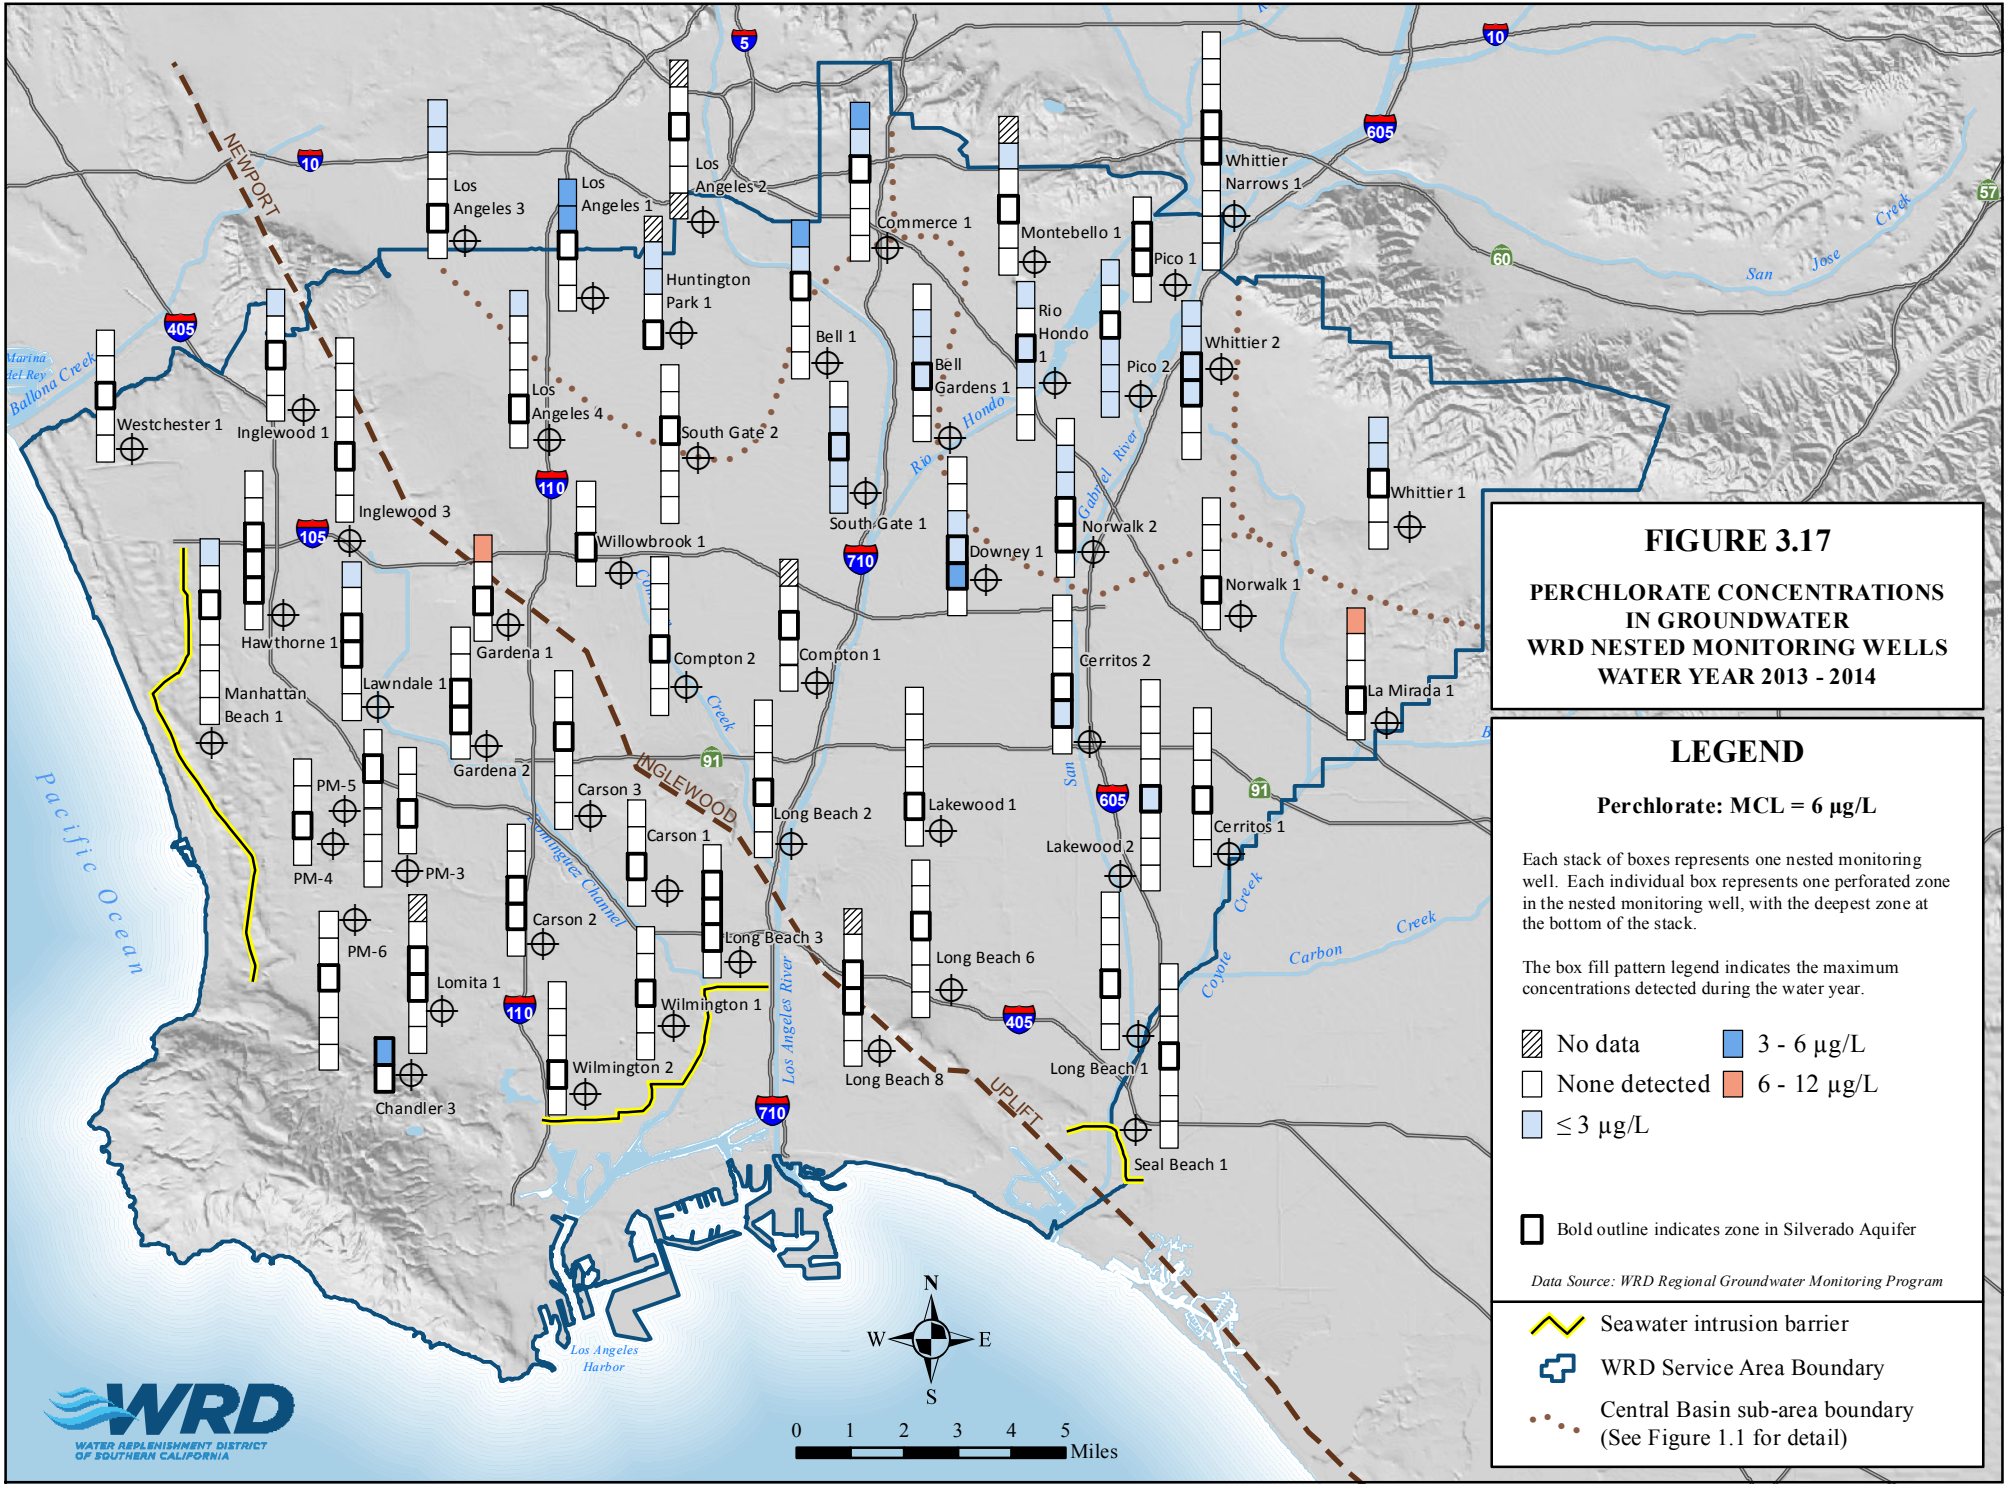 5
10
NEWPORT
10
605
Whittier
Narrows 1
57
Los
Angeles 3
Los
Angeles 1
Los
Angeles 2
Commerce 1
Montebello 1
Pico 1
60
San Jose Creek
Huntington
Park 1
405
Marina
del Rey
Ballona Creek
Westchester 1
Inglewood 1
Los
Angeles 4
Bell 1
Bell
Gardens 1
Rio
Hondo
1
Pico 2
Whittier 2
South Gate 2
Rio Hondo
Gabriel River
Whittier 1
110
105
Inglewood 3
Willowbrook 1
South Gate 1
710
Downey 1
Norwalk 2
Norwalk 1
Hawthorne 1
Gardena 1
Compton 2
Compton 1
Cerritos 2
La Mirada 1
Manhattan
Beach 1
Lawndale 1
Creek
Gardena 2
91
INGLEWOOD
San
605
91
Pacific Ocean
PM-5
PM-4
PM-3
Carson 3
Carson 1
Long Beach 2
Lakewood 1
Lakewood 2
Cerritos 1
Dominguez Channel
PM-6
Lomita 1
Carson 2
Long Beach 3
Long Beach 6
Coyote Creek
Carbon Creek
110
Wilmington 1
Los Angeles River
405
Chandler 3
Wilmington 2
710
Long Beach 8
UPLIFT
Long Beach 1
Seal Beach 1
Los Angeles
Harbor
N
W E
S
0 1 2 3 4 5
Miles
WRD
WATER REPLENISHMENT DISTRICT
OF SOUTHERN CALIFORNIA
FIGURE 3.17
PERCHLORATE CONCENTRATIONS
IN GROUNDWATER
WRD NESTED MONITORING WELLS
WATER YEAR 2013 - 2014
LEGEND
Perchlorate: MCL = 6 µg/L
Each stack of boxes represents one nested monitoring
well. Each individual box represents one perforated zone
in the nested monitoring well, with the deepest zone at
the bottom of the stack.
The box fill pattern legend indicates the maximum
concentrations detected during the water year.
No data
3 - 6 µg/L
None detected
6 - 12 µg/L
≤ 3 µg/L
Bold outline indicates zone in Silverado Aquifer
Data Source: WRD Regional Groundwater Monitoring Program
Seawater intrusion barrier
WRD Service Area Boundary
Central Basin sub-area boundary
(See Figure 1.1 for detail)